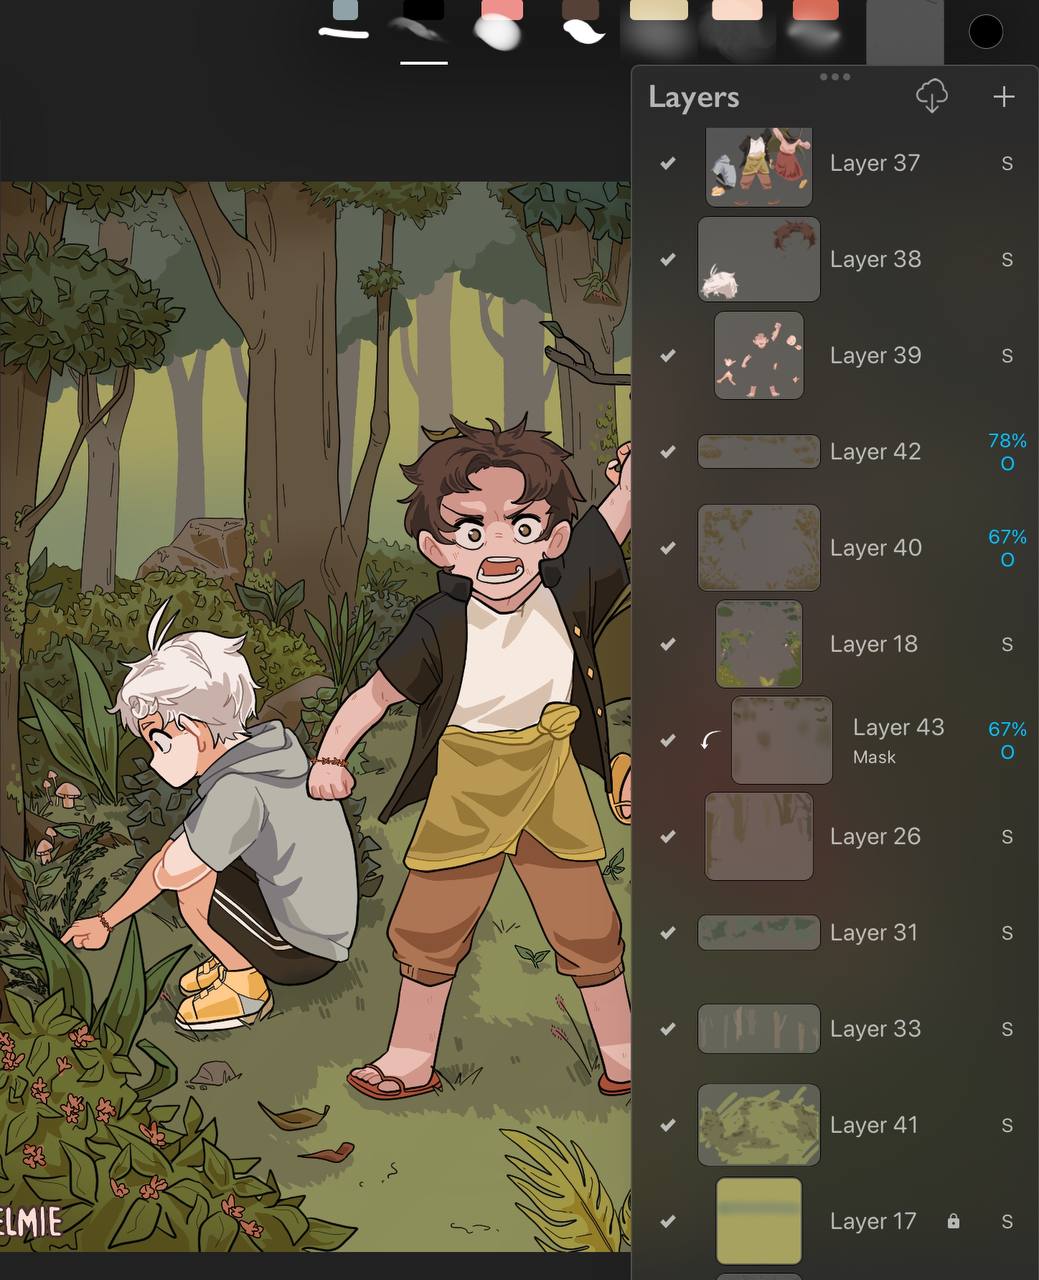 Layers
Layer 37
S
Layer 38
S
Layer 39
S
Layer 42
78%
O
Layer 40
67%
O
Layer 18
S
Layer 43
Mask
67%
O
Layer 26
S
Layer 31
S
Layer 33
S
Layer 41
S
Layer 17
S
ELMIE